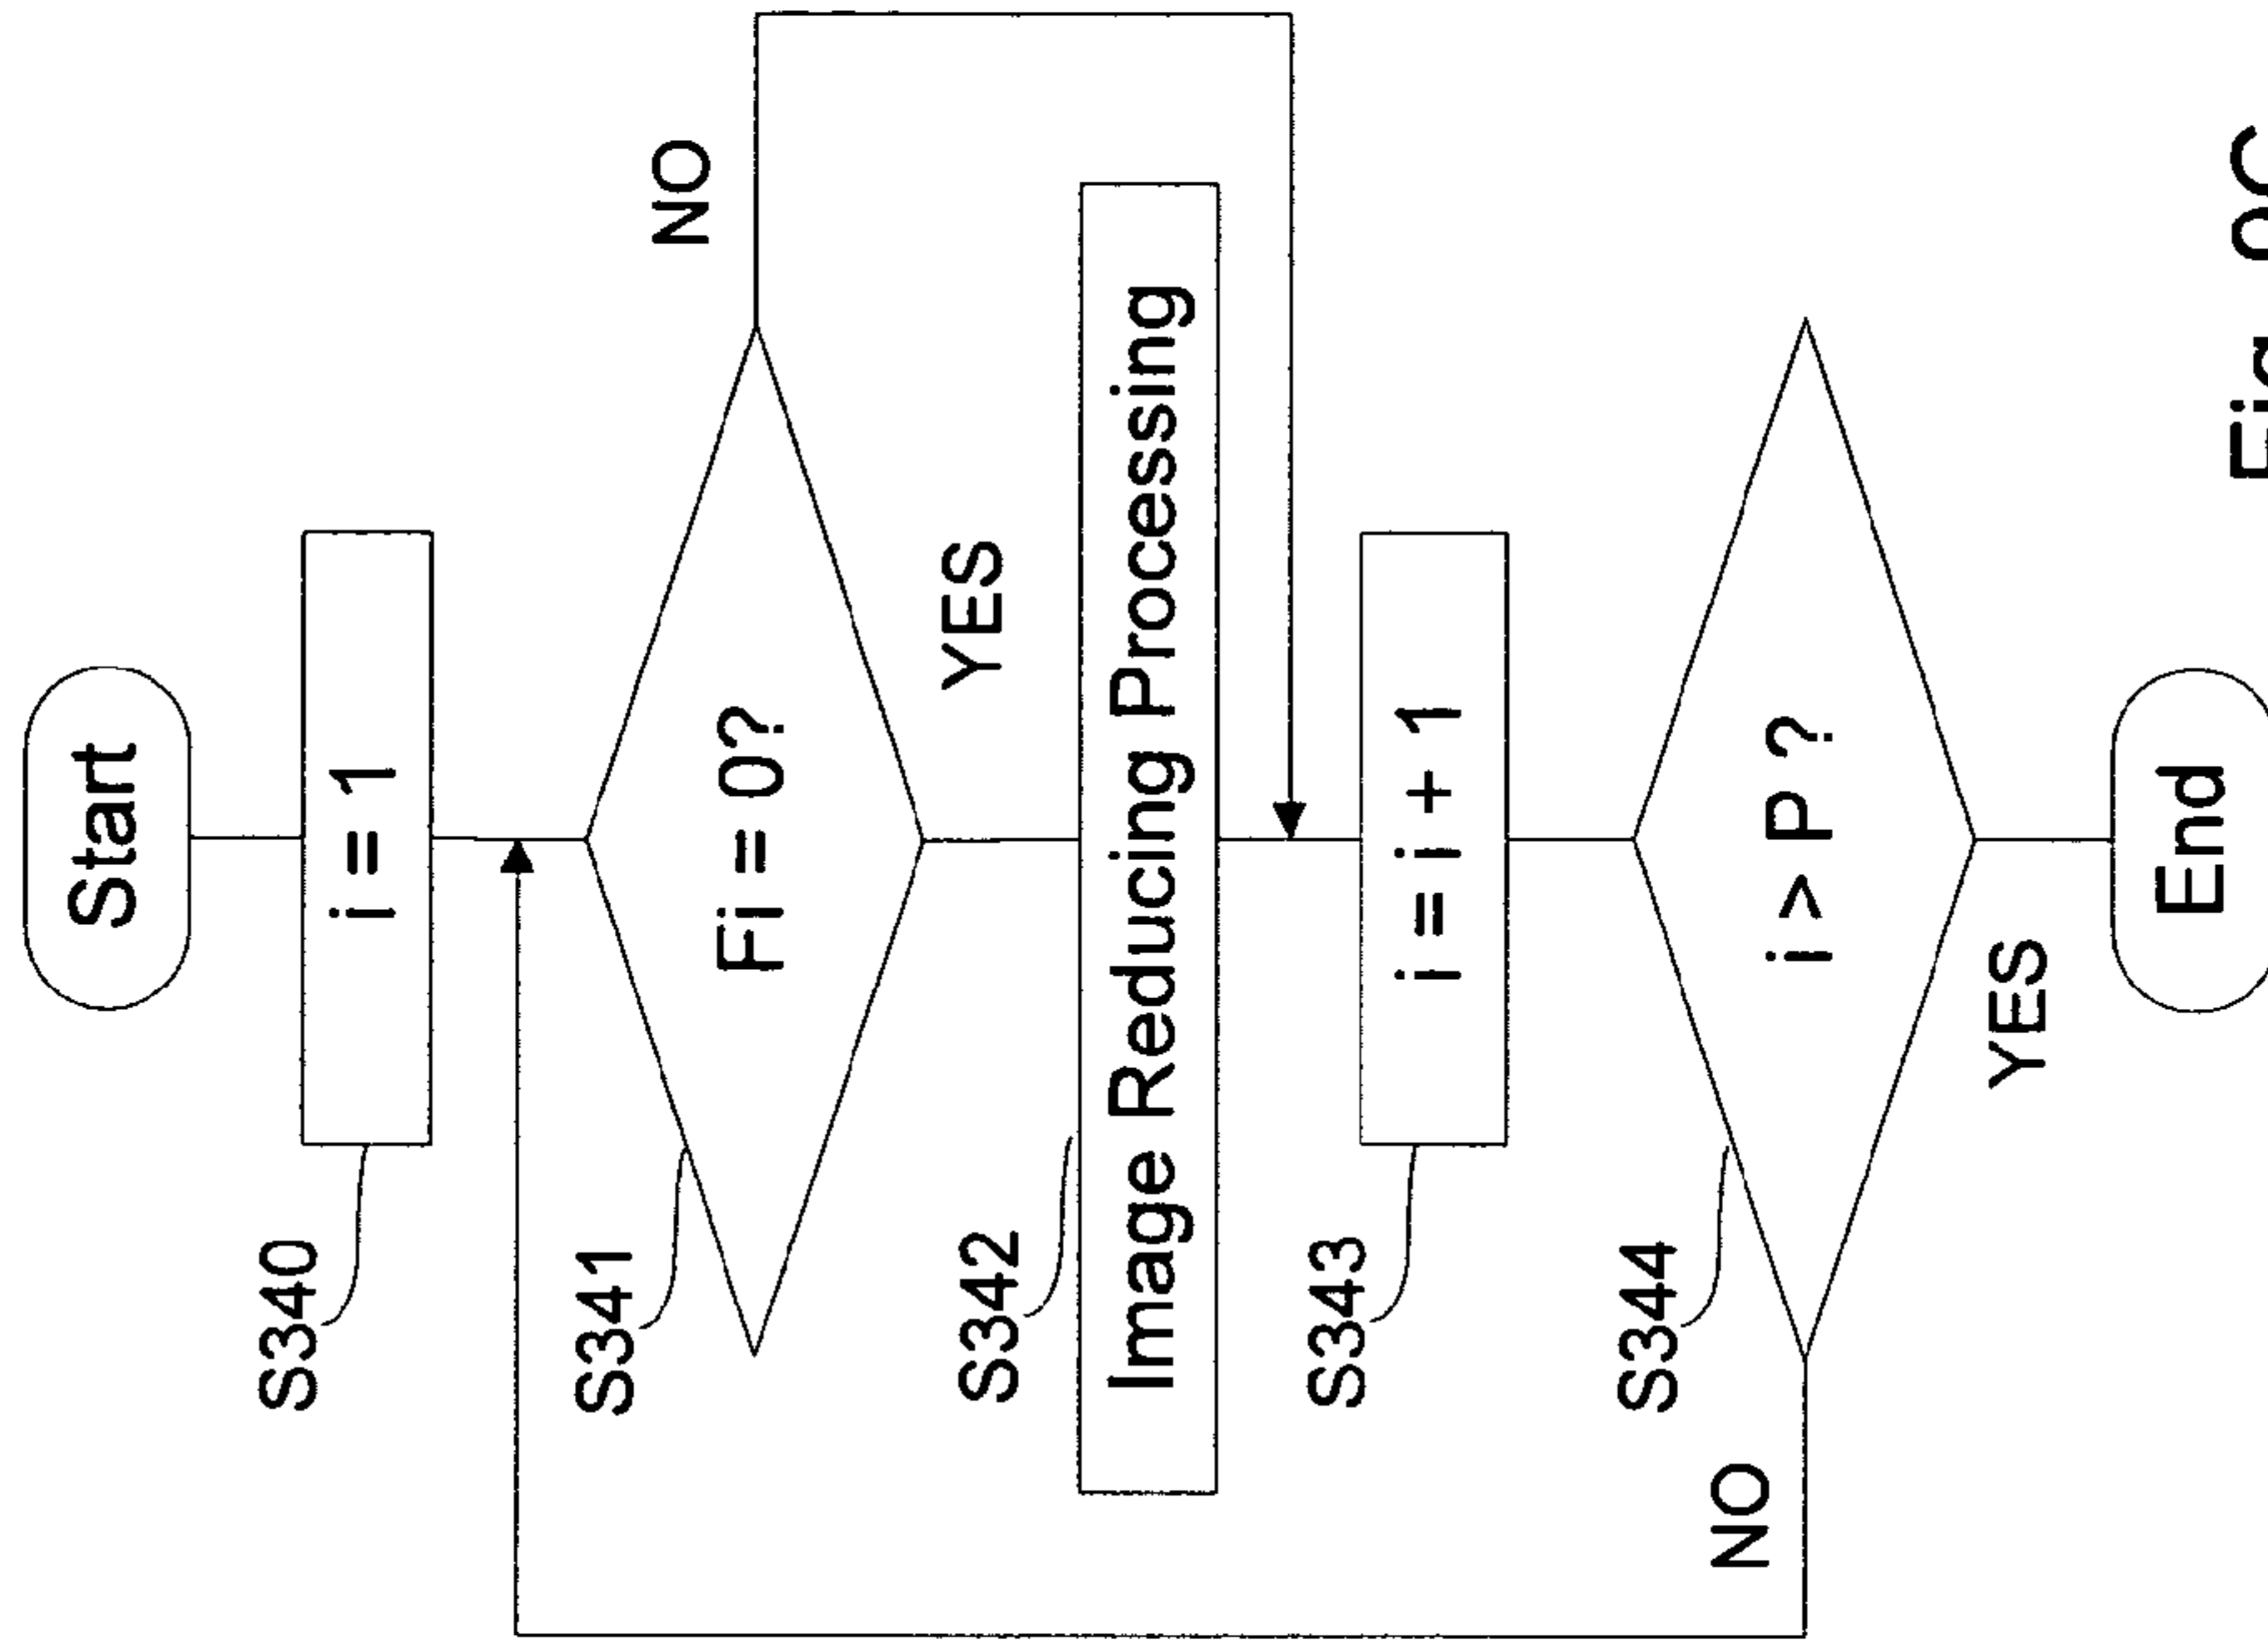 Start
S340
i = 1
S341
Fi = 0?
NO
YES
S342
Image Reducing Processing
S343
i = i + 1
S344
i > P ?
NO
YES
End